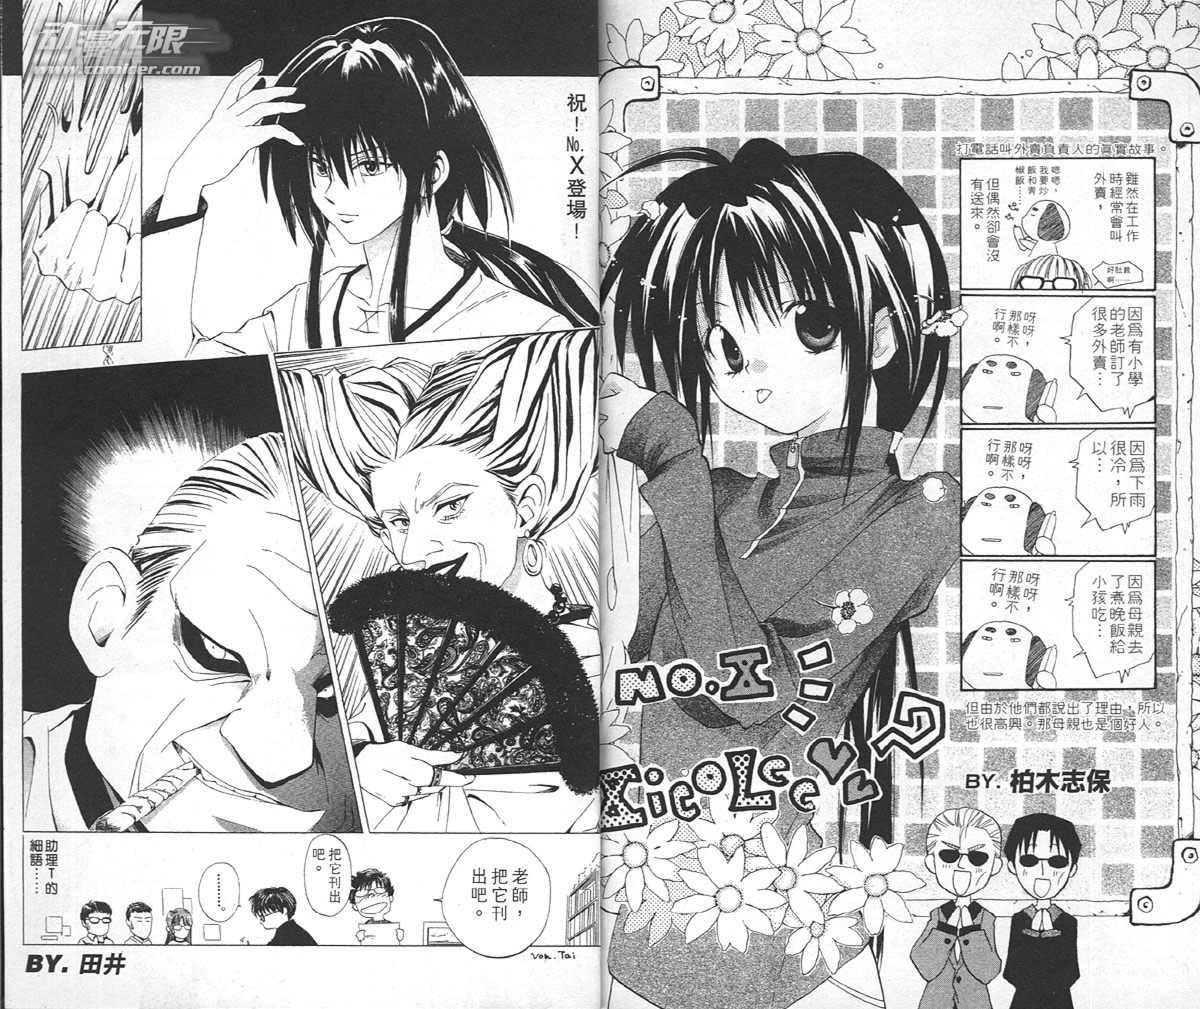 动漫无限
www.comicer.com
打電話叫外賣負責人的真實故事。
雖然在工作
時經常會叫
外賣，
嗯嗯，
我要炒
飯和青
椒飯……
但偶然卻會沒
有送來。
好肚餓
啊……
因為有小學
的老師訂了
很多外賣…
呀呀，
那樣不
行啊。
因為下雨
很冷，所
以…
呀呀，
那樣不
行啊。
因為母親去
了煮晚飯給
小孩吃…
呀呀，
那樣不
行啊。
但由於他們都說出了理由，所以
也很高興。那母親也是個好人。
BY. 柏木志保
No.X
祝！No.X登場！
老師，
把它刊
出吧。
把它刊出
吧。
………
助理T的
細語……
von.Tai
BY. 田井